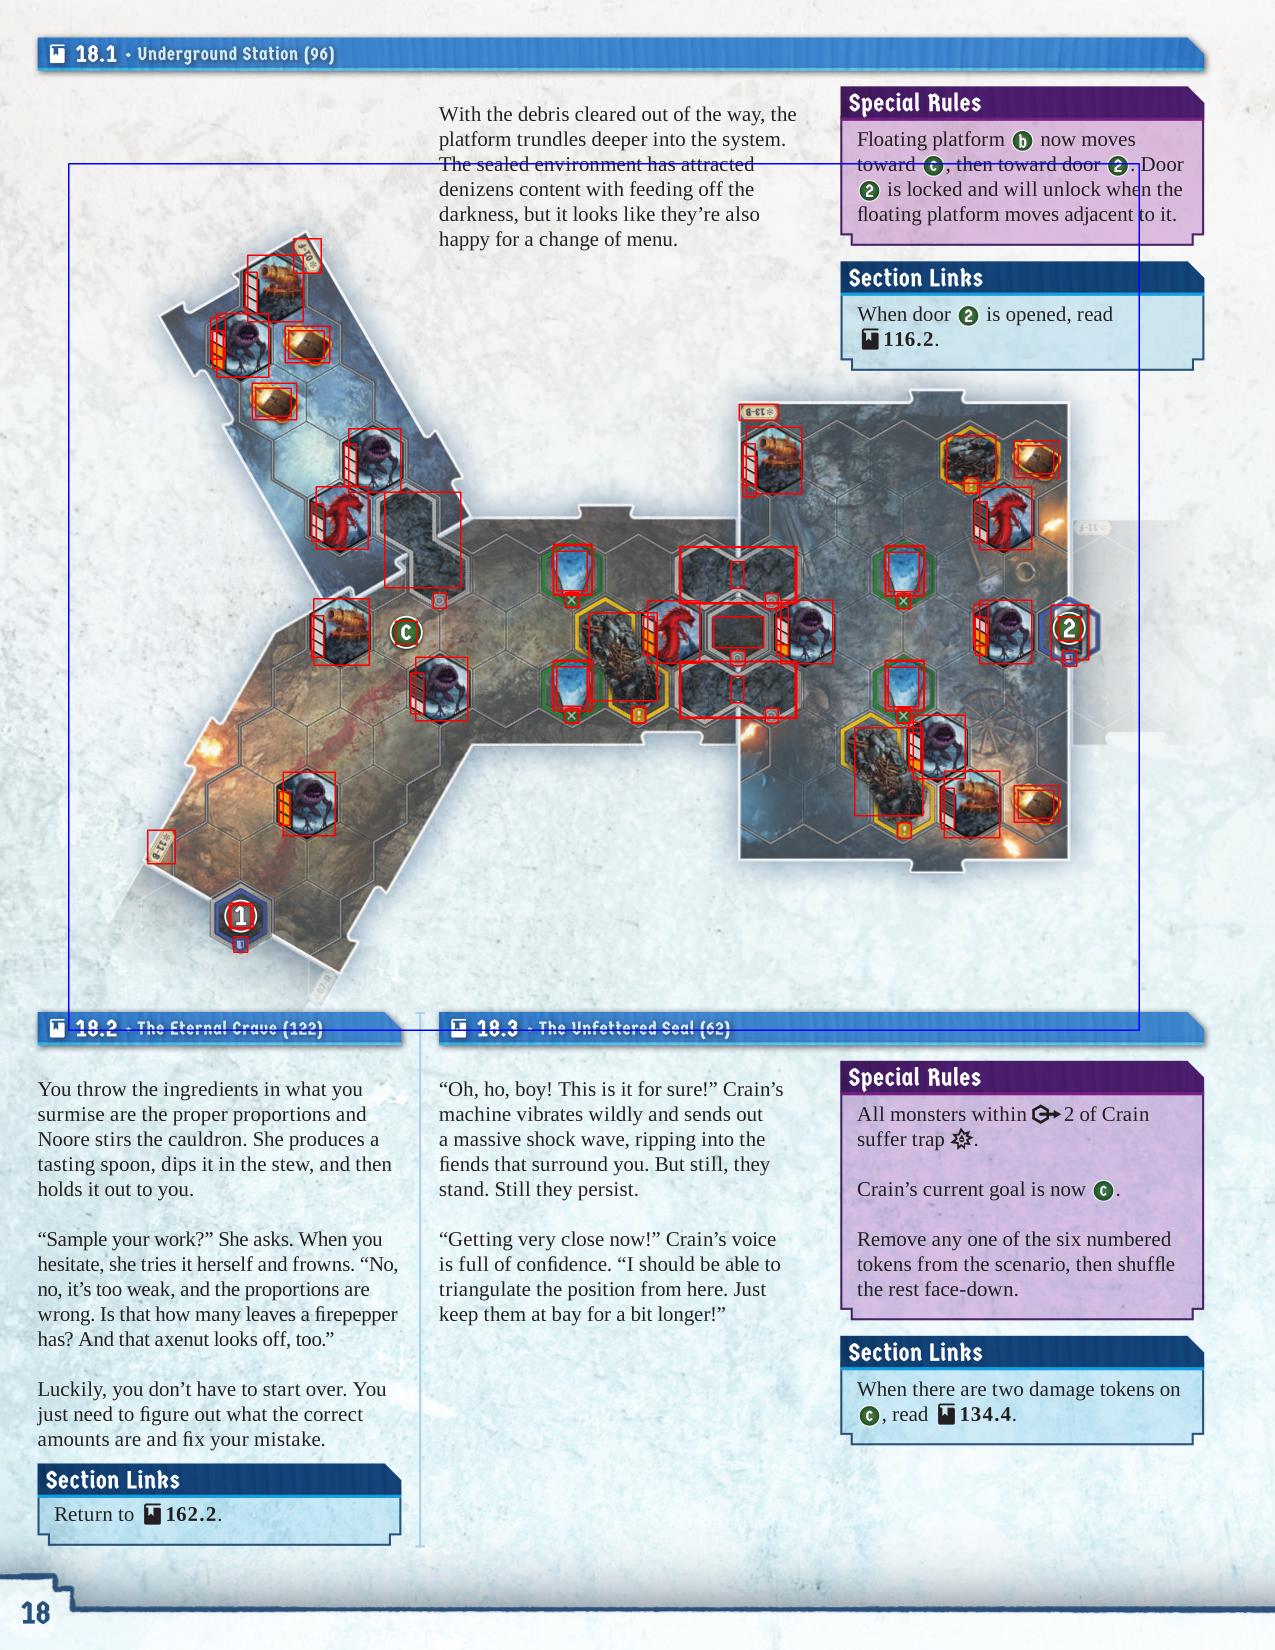 18.1 • Underground Station (96)
With the debris cleared out of the way, the
platform trundles deeper into the system.
The sealed environment has attracted
denizens content with feeding off the
darkness, but it looks like they’re also
happy for a change of menu.
Special Rules
Floating platform b now moves
toward c, then toward door 2. Door
2 is locked and will unlock when the
floating platform moves adjacent to it.
Section Links
When door 2 is opened, read
116.2.
13-B
11-F
c
2
11-B
1
18.2 • The Eternal Crave (122)
You throw the ingredients in what you
surmise are the proper proportions and
Noore stirs the cauldron. She produces a
tasting spoon, dips it in the stew, and then
holds it out to you.
“Sample your work?” She asks. When you
hesitate, she tries it herself and frowns. “No,
no, it’s too weak, and the proportions are
wrong. Is that how many leaves a firepepper
has? And that axenut looks off, too.”
Luckily, you don’t have to start over. You
just need to figure out what the correct
amounts are and fix your mistake.
Section Links
Return to 162.2.
18.3 • The Unfettered Seal (62)
“Oh, ho, boy! This is it for sure!” Crain’s
machine vibrates wildly and sends out
a massive shock wave, ripping into the
fiends that surround you. But still, they
stand. Still they persist.
“Getting very close now!” Crain’s voice
is full of confidence. “I should be able to
triangulate the position from here. Just
keep them at bay for a bit longer!”
Special Rules
All monsters within 2 of Crain
suffer trap .
Crain’s current goal is now c.
Remove any one of the six numbered
tokens from the scenario, then shuffle
the rest face-down.
Section Links
When there are two damage tokens on
c, read 134.4.
18